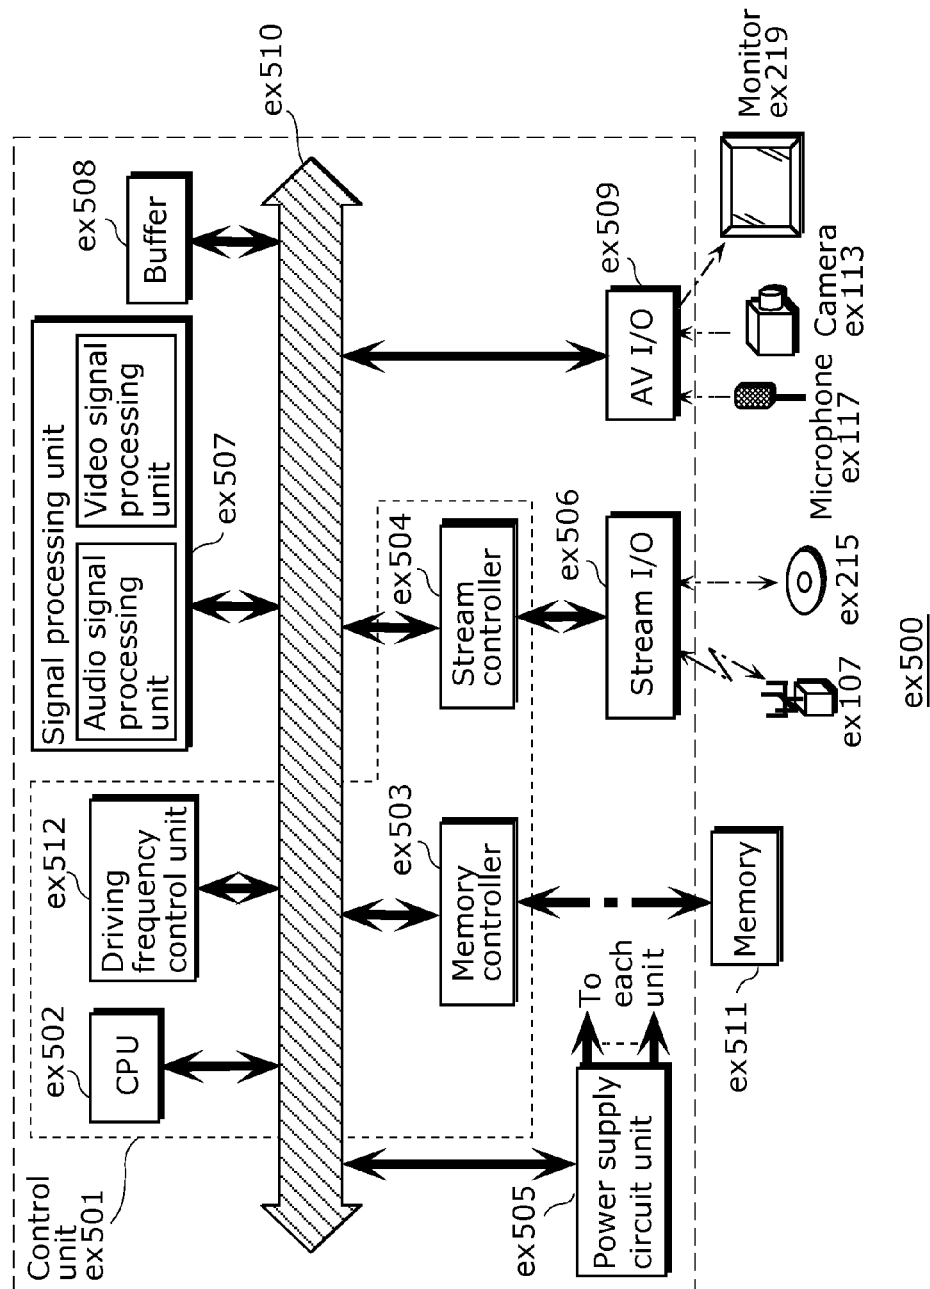 Control
unit
ex501
ex502
CPU
ex512
Driving
frequency
control unit
Signal processing unit
Audio signal
processing
unit
Video signal
processing
unit
ex507
ex508
Buffer
ex510
ex505
Power supply
circuit unit
To
each
unit
ex503
Memory
controller
ex504
Stream
controller
ex506
Stream I/O
ex509
AV I/O
ex511
Memory
ex107
ex215
Microphone
ex117
Camera
ex113
Monitor
ex219
ex500